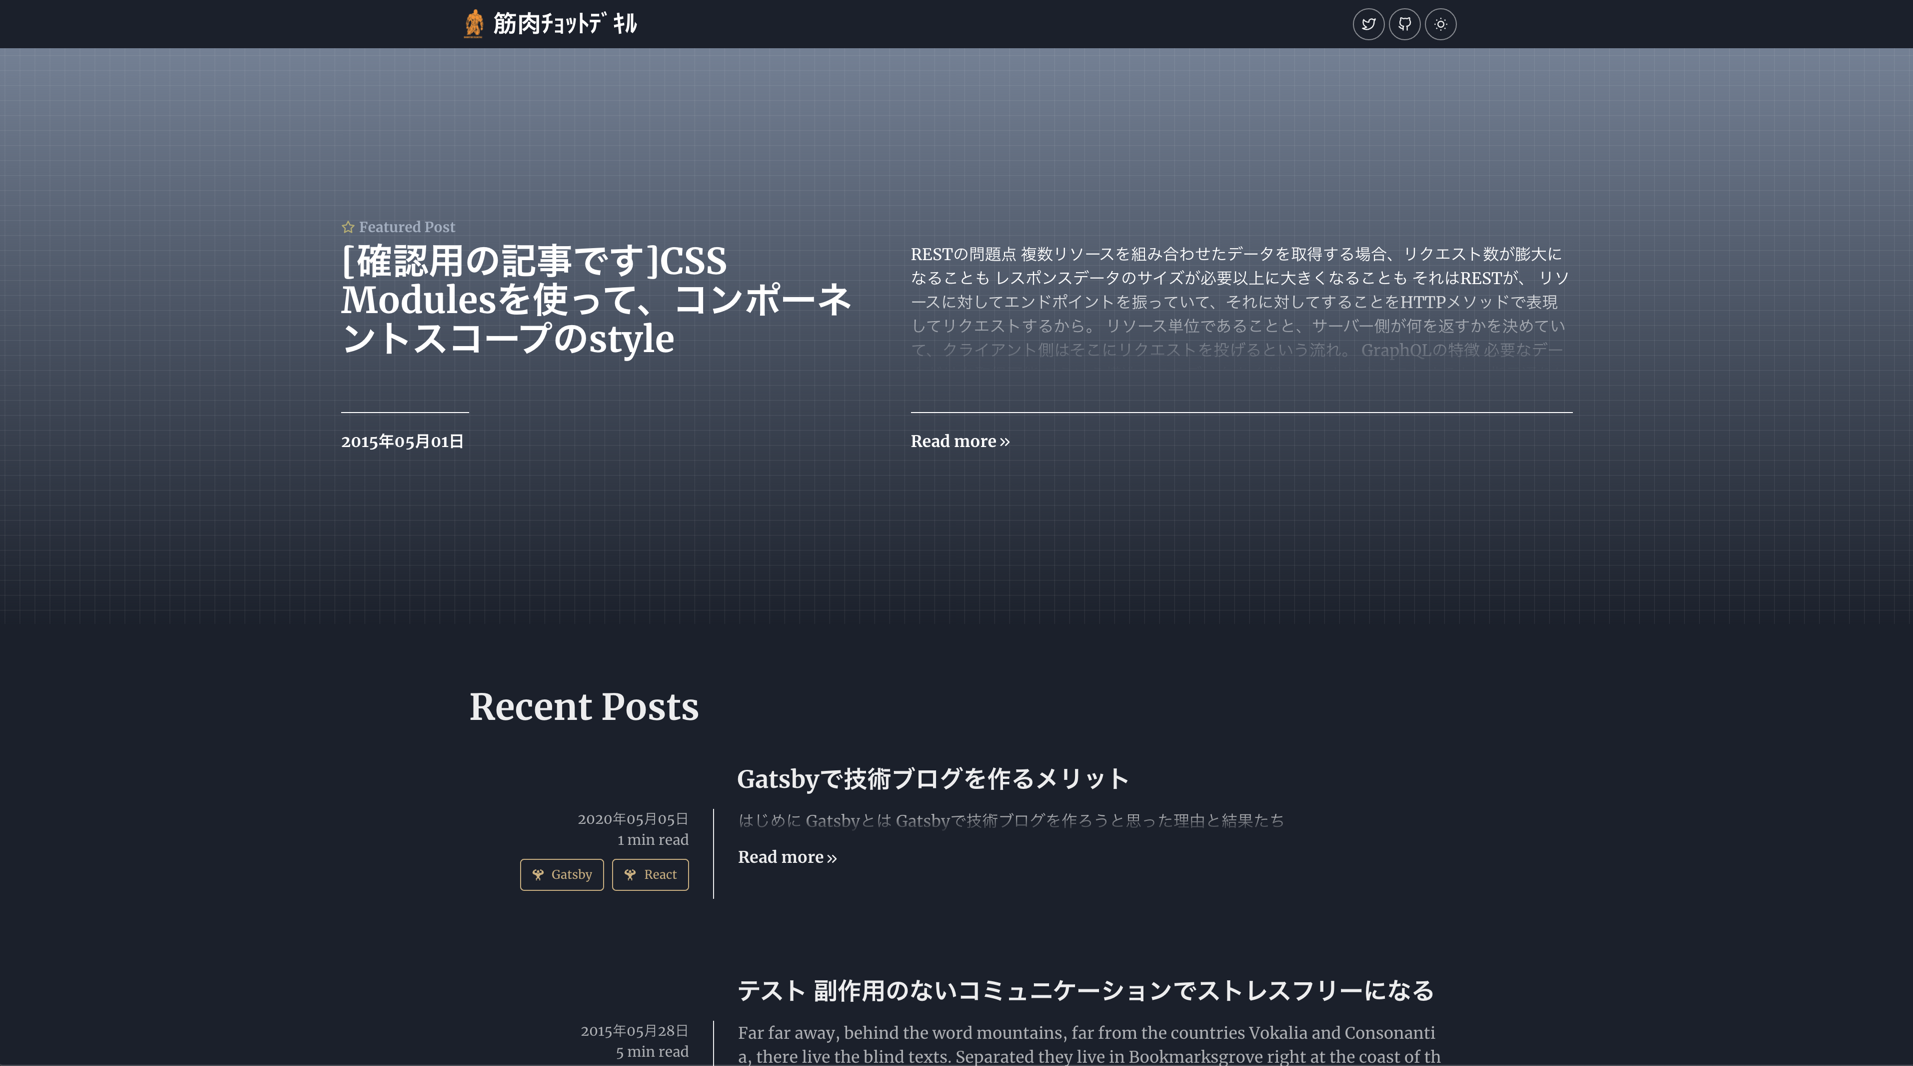 筋肉ﾁｮｯﾄﾃﾞｷﾙ
Featured Post
[確認用の記事です]CSS
Modulesを使って、コンポーネ
ントスコープのstyle
2015年05月01日
RESTの問題点 複数リソースを組み合わせたデータを取得する場合、リクエスト数が膨大に
なることも レスポンスデータのサイズが必要以上に大きくなることも それはRESTが、 リソ
ースに対してエンドポイントを振っていて、それに対してすることをHTTPメソッドで表現
してリクエストするから。 リソース単位であることと、サーバー側が何を返すかを決めてい
て、クライアント側はそこにリクエストを投げるという流れ。 GraphQLの特徴 必要なデー
Read more »
Recent Posts
Gatsbyで技術ブログを作るメリット
2020年05月05日
1 min read
Gatsby
React
はじめに Gatsbyとは Gatsbyで技術ブログを作ろうと思った理由と結果たち
Read more »
テスト 副作用のないコミュニケーションでストレスフリーになる
2015年05月28日
5 min read
Far far away, behind the word mountains, far from the countries Vokalia and Consonanti
a, there live the blind texts. Separated they live in Bookmarksgrove right at the coast of th